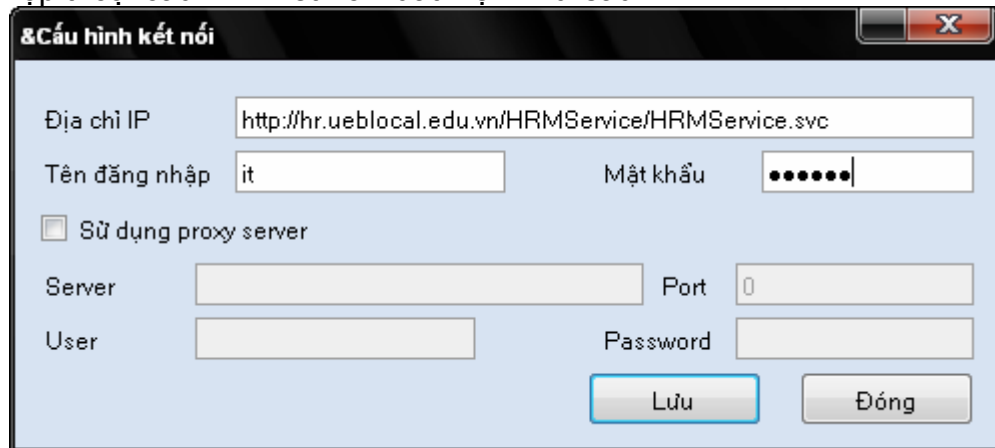 &Cấu hình kết nối
Địa chỉ IP http://hr.ueblocal.edu.vn/HRMService/HRMService.svc
Tên đăng nhập it Mật khẩu ●●●●●●
Sử dụng proxy server
Server Port 0
User Password
Lưu Đóng